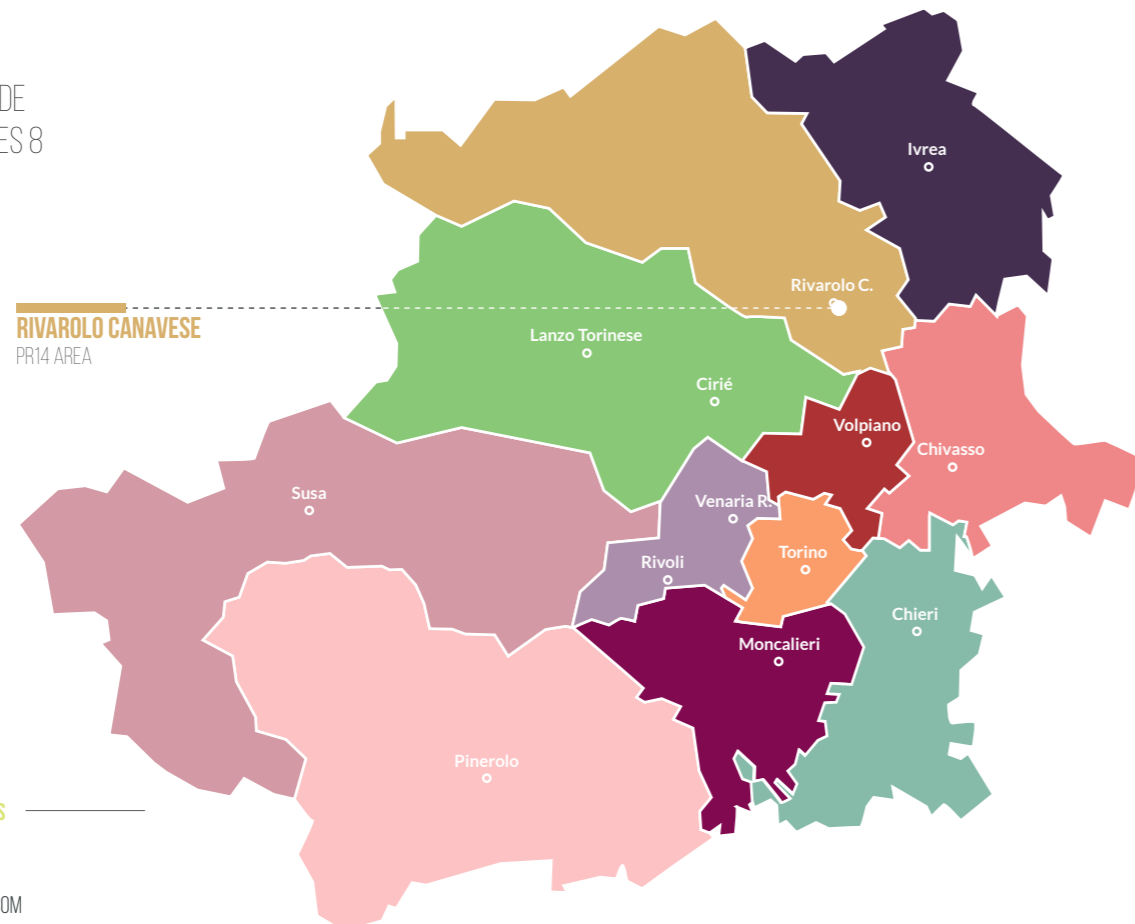 DE
ES 8
Ivrea
Rivarolo C.
RIVAROLO CANAVESE
PR14 AREA
Lanzo Torinese
Cirié
Volpiano
Chivasso
Susa
Venaria R.
Torino
Rivoli
Chieri
Moncalieri
Pinerolo
S
OM